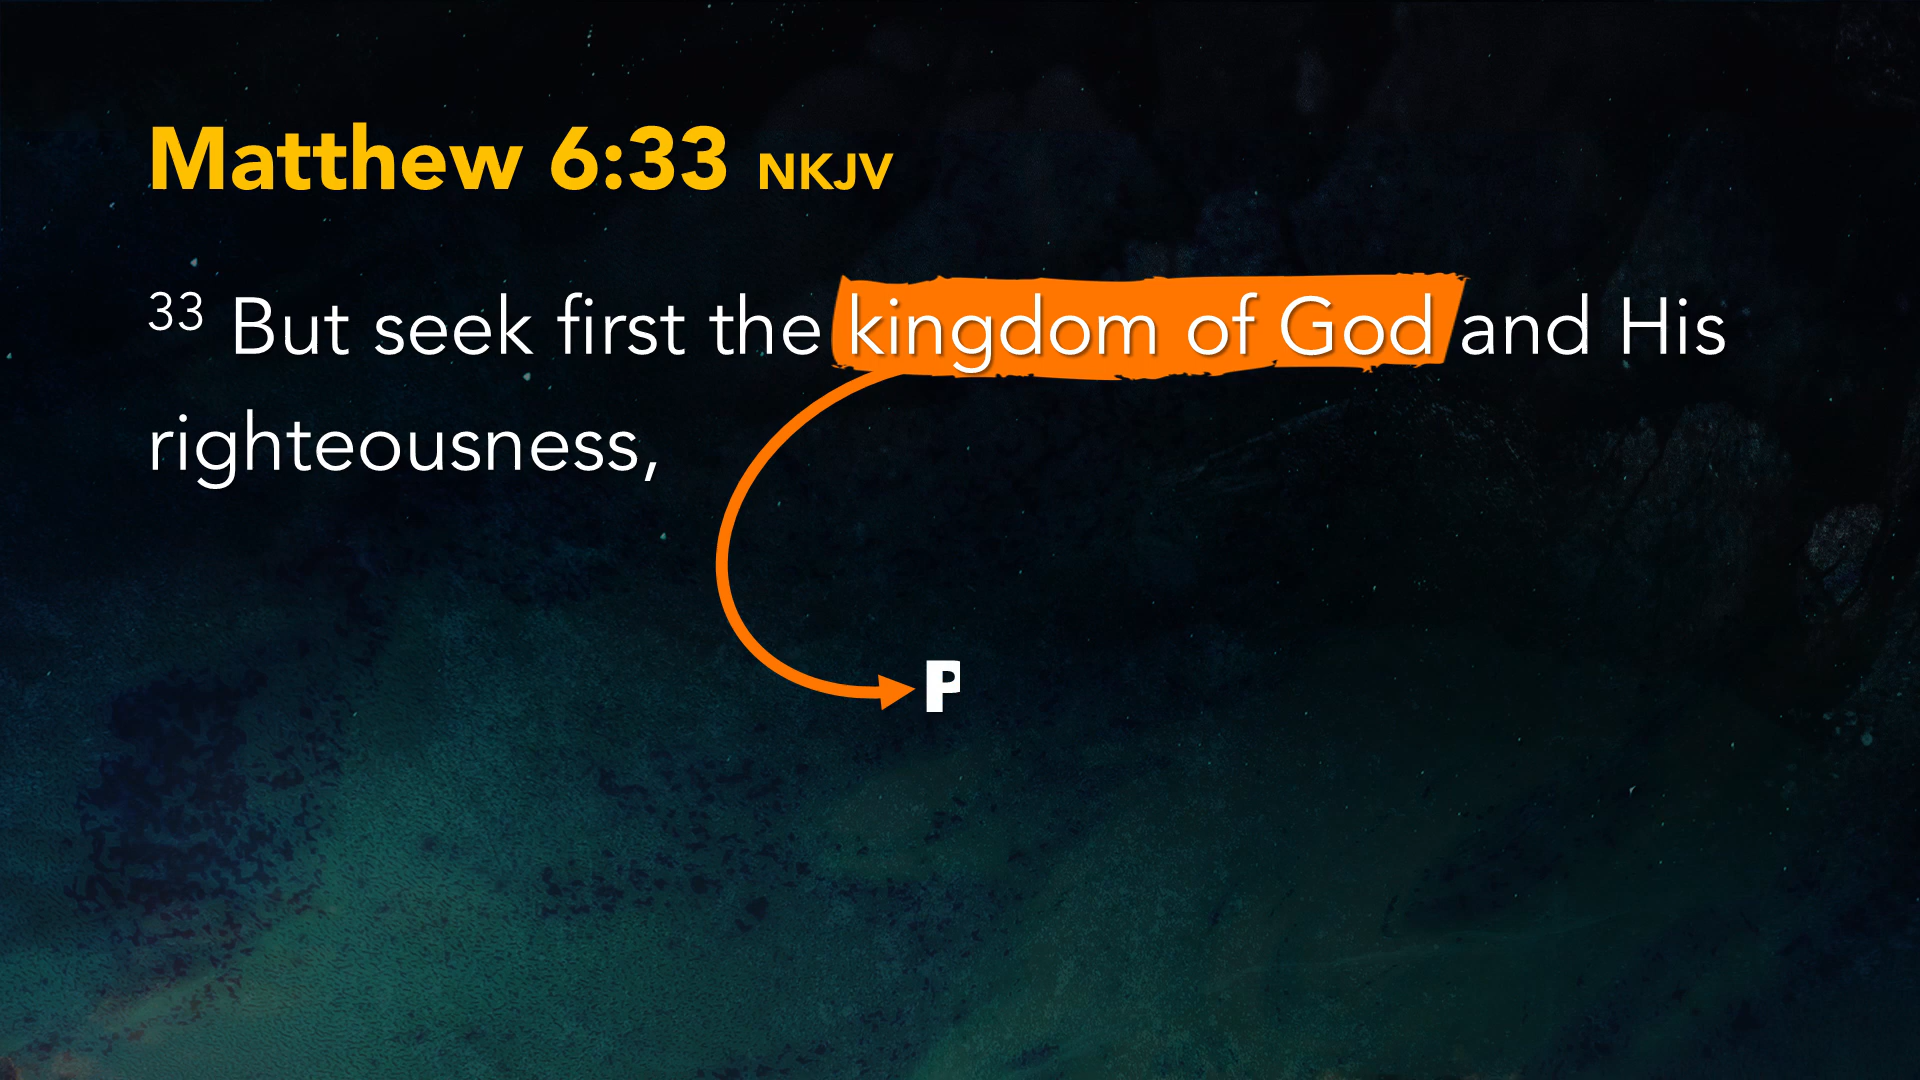 Matthew 6:33 NKJV
33 But seek first the kingdom of God and His
righteousness,
P